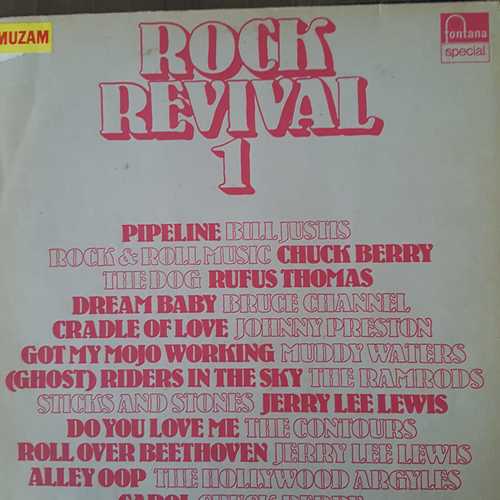 MUZAM
ROCK
REVIVAL
1
fontana
special
PIPELINE BILL JUSTIS
ROCK & ROLL MUSIC CHUCK BERRY
THE DOG RUFUS THOMAS
DREAM BABY BRUCE CHANNEL
CRADLE OF LOVE JOHNNY PRESTON
GOT MY MOJO WORKING MUDDY WATERS
(GHOST) RIDERS IN THE SKY THE RAMRODS
STICKS AND STONES JERRY LEE LEWIS
DO YOU LOVE ME THE CONTOURS
ROLL OVER BEETHOVEN JERRY LEE LEWIS
ALLEY OOP THE HOLLYWOOD ARGYLES
CAROL CHUCK BERRY